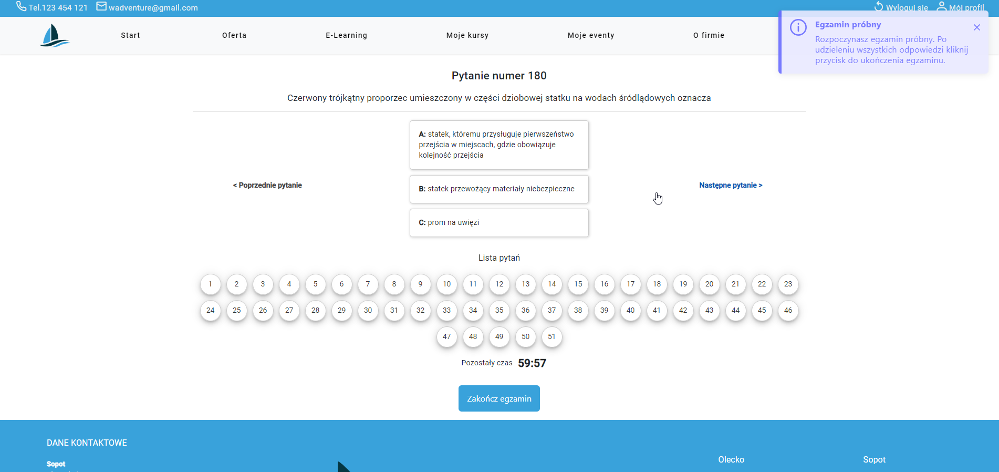 Tel.123 454 121 wadventure@gmail.com Wyloguj się Mój profil
Start Oferta E-Learning Moje kursy Moje eventy O firmie
Egzamin próbny
Rozpoczynasz egzamin próbny. Po
udzieleniu wszystkich odpowiedzi kliknij
przycisk do ukończenia egzaminu.
Pytanie numer 180
Czerwony trójkątny proporzec umieszczony w części dziobowej statku na wodach śródlądowych oznacza
A: statek, któremu przysługuje pierwszeństwo
przejścia w miejscach, gdzie obowiązuje
kolejność przejścia
< Poprzednie pytanie
B: statek przewożący materiały niebezpieczne
Następne pytanie >
C: prom na uwięzi
Lista pytań
1 2 3 4 5 6 7 8 9 10 11 12 13 14 15 16 17 18 19 20 21 22 23
24 25 26 27 28 29 30 31 32 33 34 35 36 37 38 39 40 41 42 43 44 45 46
47 48 49 50 51
Pozostały czas 59:57
Zakończ egzamin
DANE KONTAKTOWE
Sopot
Olecko
Sopot